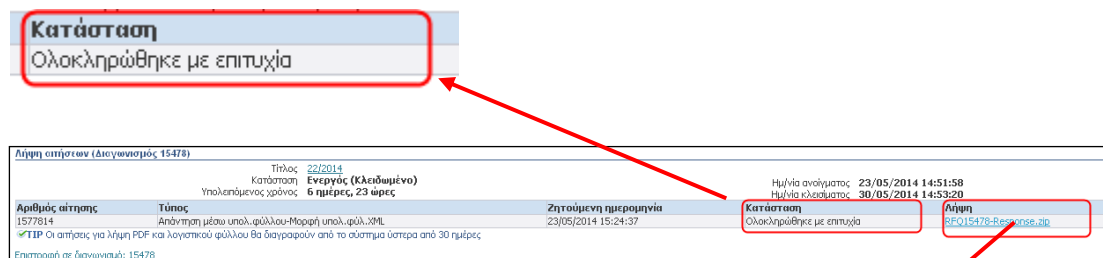 Κατάσταση
Ολοκληρώθηκε με επιτυχία
Λήψη αιτήσεων (Διαγωνισμός 15478)
Τίτλος 22/2014
Κατάσταση Ενεργός (Κλειδωμένο)
Υπολειπόμενος χρόνος 6 ημέρες, 23 ώρες
Ημ/νία ανοίγματος 23/05/2014 14:51:58
Ημ/νία κλεισίματος 30/05/2014 14:53:20
Αριθμός αίτησης Τύπος Ζητούμενη ημερομηνία Κατάσταση Λήψη
1577814 Απάντηση μέσω υπολ.φύλλου-Μορφή υπολ.φύλ.XML 23/05/2014 15:24:37 Ολοκληρώθηκε με επιτυχία RFQ15478-Response.zip
TIP Οι αιτήσεις για λήψη PDF και λογιστικού φύλλου θα διαγραφούν από το σύστημα ύστερα από 30 ημέρες
Επιστροφή σε διαγωνισμό: 15478